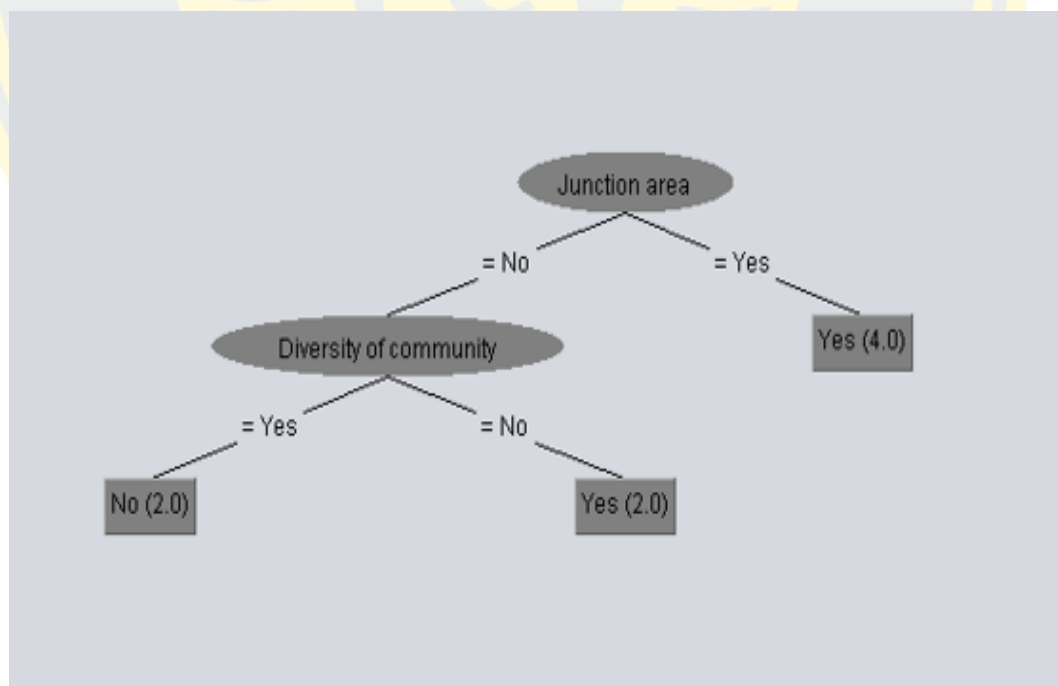 Junction area
= No
= Yes
Diversity of community
Yes (4.0)
= Yes
= No
No (2.0)
Yes (2.0)